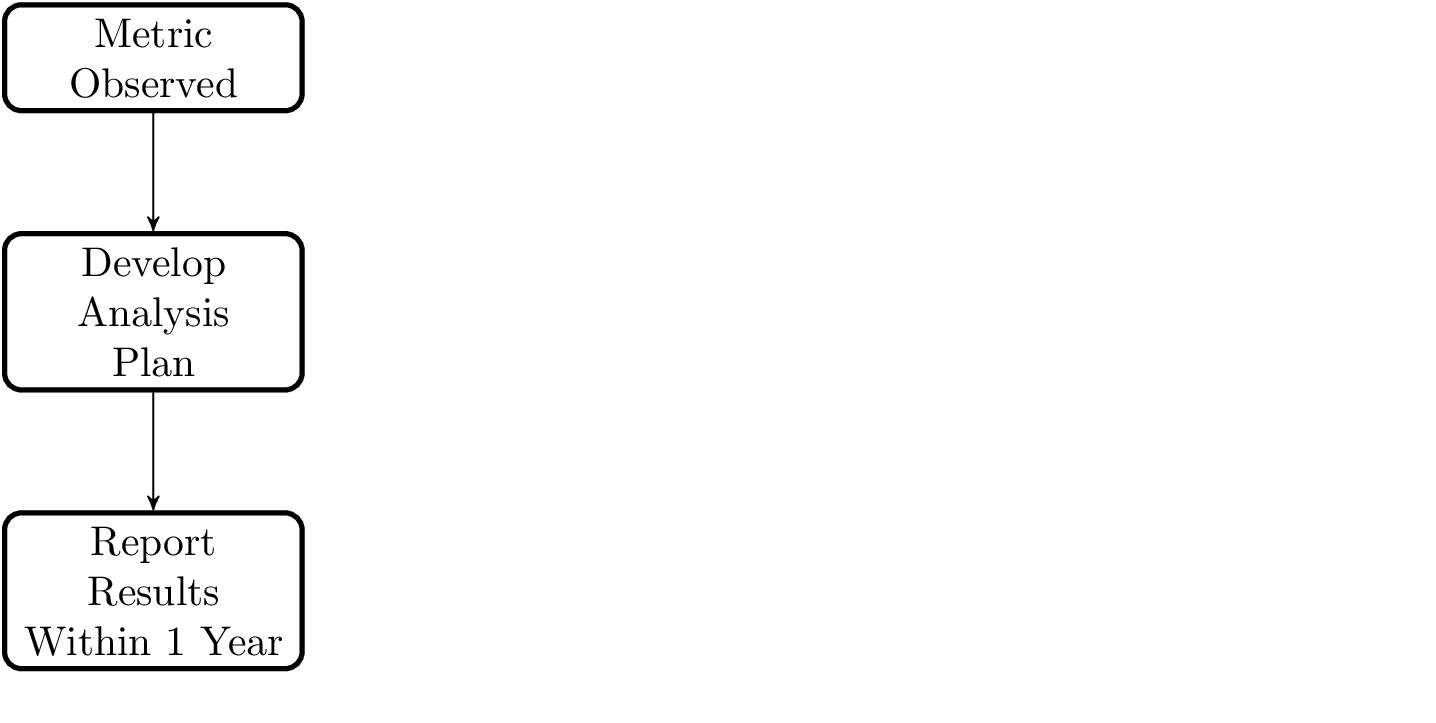 Metric
Observed
Develop
Analysis
Plan
Report
Results
Within 1 Year